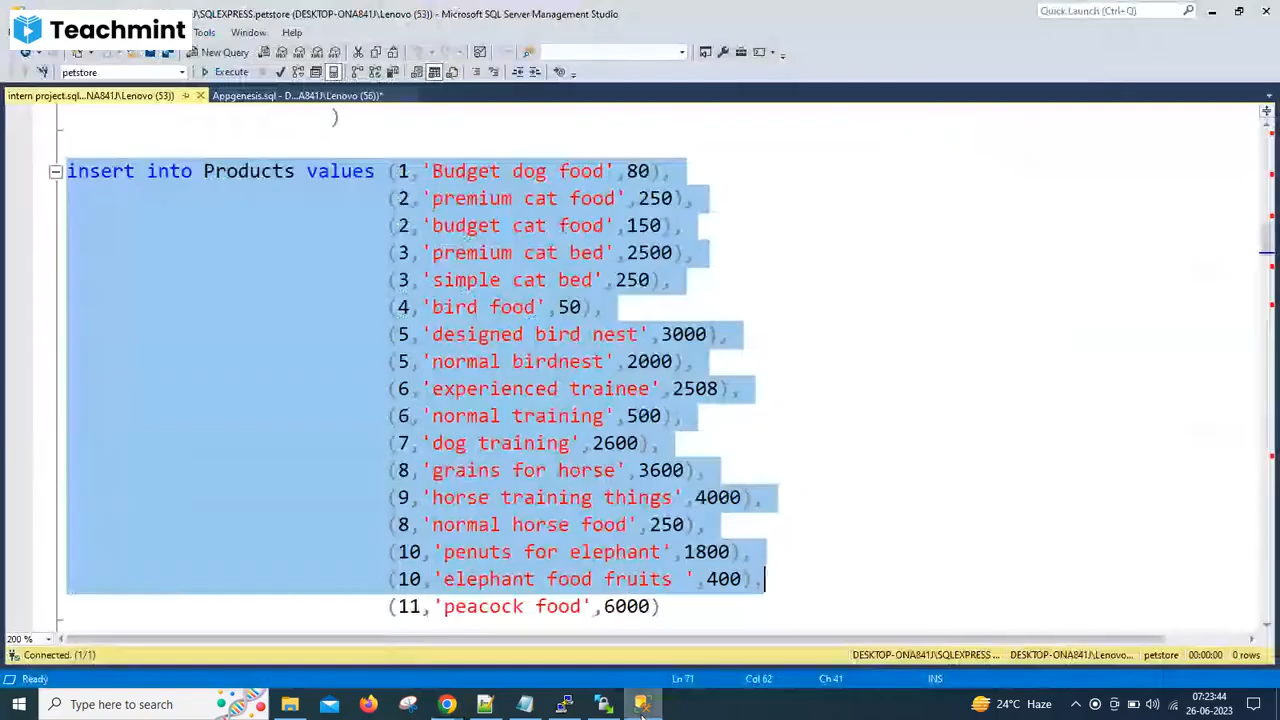 J\SQLEXPRESS.petstore (DESKTOP-ONA841J\Lenovo (53)) - Microsoft SQL Server Management Studio
Quick Launch (Ctrl+Q)
Teachmint
Tools Window Help
New Query
petstore
Execute
intern project.sql...NA841J\Lenovo (53))
Appgenesis.sql - D...A841J\Lenovo (56))*
)
insert into Products values (1,'Budget dog food',80),
(2,'premium cat food',250),
(2,'budget cat food',150),
(3,'premium cat bed',2500),
(3,'simple cat bed',250),
(4,'bird food',50),
(5,'designed bird nest',3000),
(5,'normal birdnest',2000),
(6,'experienced trainee',2508),
(6,'normal training',500),
(7,'dog training',2600),
(8,'grains for horse',3600),
(9,'horse training things',4000),
(8,'normal horse food',250),
(10,'penuts for elephant',1800),
(10,'elephant food fruits ',400),
(11,'peacock food',6000)
200 %
Connected. (1/1)
DESKTOP-ONA841J\SQLEXPRESS ...
DESKTOP-ONA841J\Lenovo...
petstore
00:00:00
0 rows
Ready
Ln 71
Col 62
Ch 41
INS
Type here to search
24°C Haze
07:23:44
26-06-2023